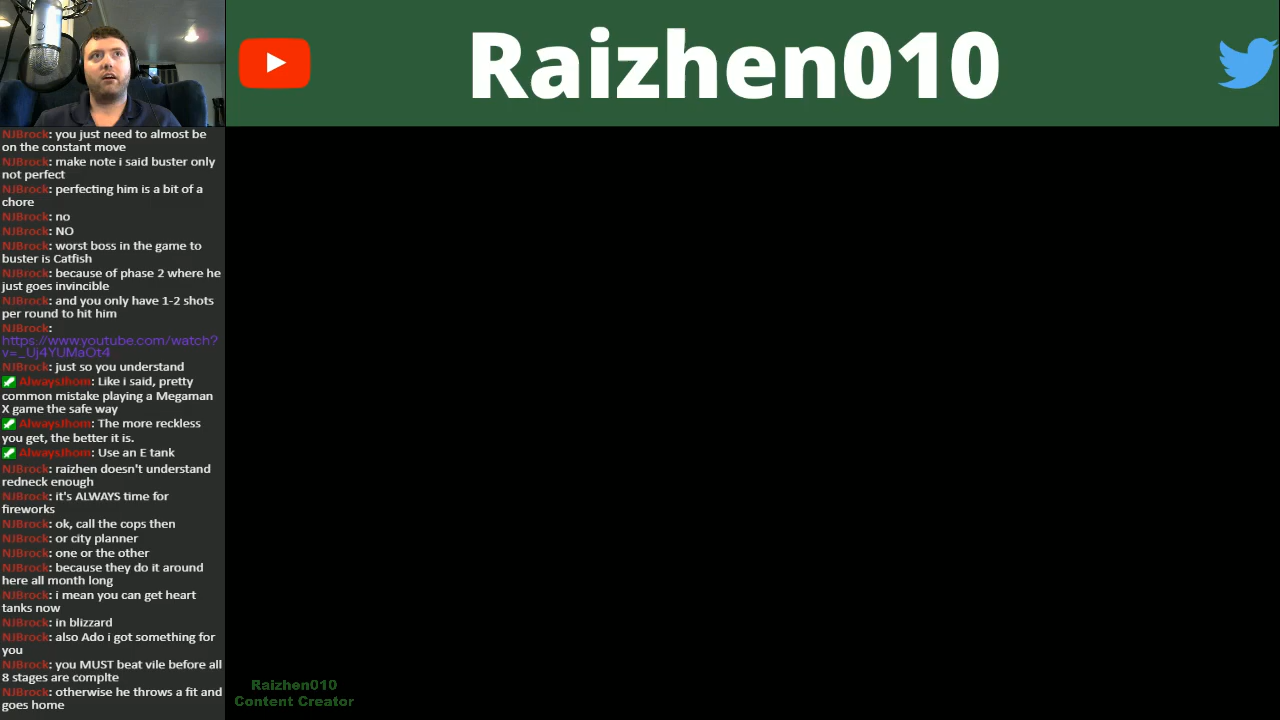 Raizhen010
NJBrock: you just need to almost be
on the constant move
NJBrock: make note i said buster only
not perfect
NJBrock: perfecting him is a bit of a
chore
NJBrock: no
NJBrock: NO
NJBrock: worst boss in the game to
buster is Catfish
NJBrock: because of phase 2 where he
just goes invincible
NJBrock: and you only have 1-2 shots
per round to hit him
NJBrock:
https://www.youtube.com/watch?
v=_Uj4YUMaOt4
NJBrock: just so you understand
AlwaysJhom: Like i said, pretty
common mistake playing a Megaman
X game the safe way
AlwaysJhom: The more reckless
you get, the better it is.
AlwaysJhom: Use an E tank
NJBrock: raizhen doesn't understand
redneck enough
NJBrock: it's ALWAYS time for
fireworks
NJBrock: ok, call the cops then
NJBrock: or city planner
NJBrock: one or the other
NJBrock: because they do it around
here all month long
NJBrock: i mean you can get heart
tanks now
NJBrock: in blizzard
NJBrock: also Ado i got something for
you
NJBrock: you MUST beat vile before all
8 stages are complte
NJBrock: otherwise he throws a fit and
goes home
Raizhen010
Content Creator